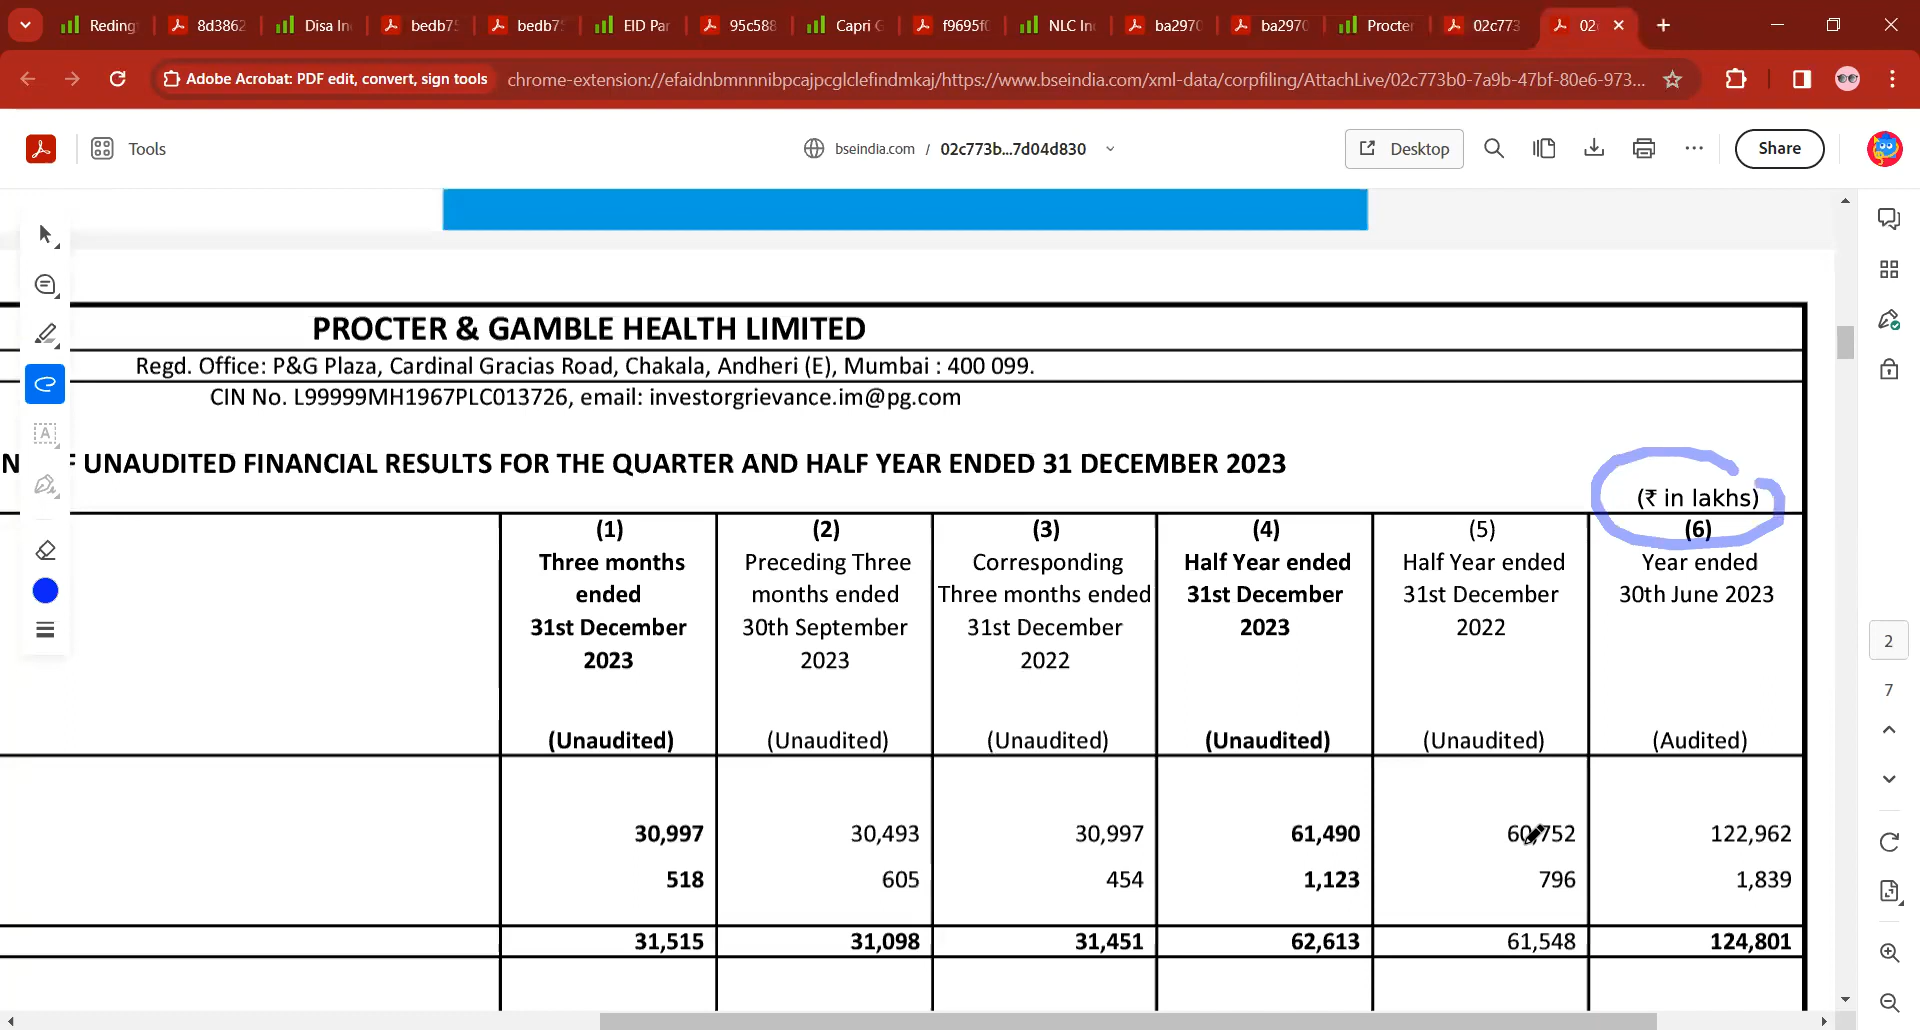 Reding
8d3862
Disa In
bedb75
bedb75
EID Par
95c588
Capri G
f9695f0
NLC In
ba2970
ba2970
Procter
02c773
02
Adobe Acrobat: PDF edit, convert, sign tools
chrome-extension://efaidnbmnnnibpcajpcglclefindmkaj/https://www.bseindia.com/xml-data/corpfiling/AttachLive/02c773b0-7a9b-47bf-80e6-973...
Tools
bseindia.com / 02c773b...7d04d830
Desktop
Share
PROCTER & GAMBLE HEALTH LIMITED
Regd. Office: P&G Plaza, Cardinal Gracias Road, Chakala, Andheri (E), Mumbai : 400 099.
CIN No. L99999MH1967PLC013726, email: investorgrievance.im@pg.com
UNAUDITED FINANCIAL RESULTS FOR THE QUARTER AND HALF YEAR ENDED 31 DECEMBER 2023
(₹ in lakhs)
(1) (2) (3) (4) (5) (6)
Three months Preceding Three Corresponding Half Year ended Half Year ended Year ended
ended months ended Three months ended 31st December 31st December 30th June 2023
31st December 30th September 31st December 2023 2022
2023 2023 2022
(Unaudited) (Unaudited) (Unaudited) (Unaudited) (Unaudited) (Audited)
30,997 30,493 30,997 61,490 60,752 122,962
518 605 454 1,123 796 1,839
31,515 31,098 31,451 62,613 61,548 124,801
2
7